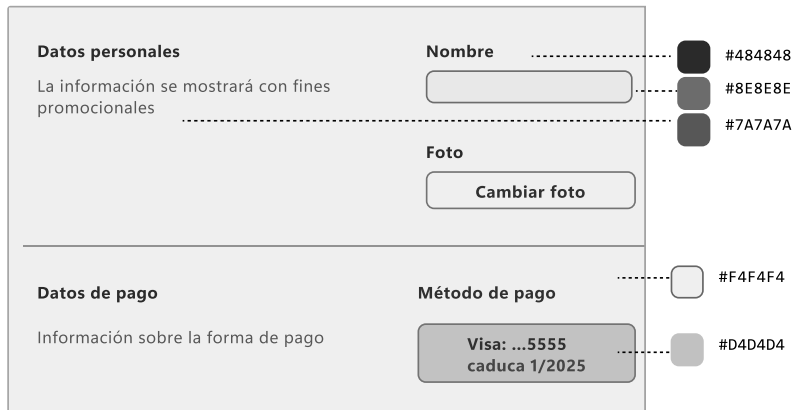 Datos personales
La información se mostrará con fines
promocionales
Nombre
Foto
Cambiar foto
#484848
#8E8E8E
#7A7A7A
Datos de pago
Información sobre la forma de pago
Método de pago
Visa: ...5555
caduca 1/2025
#F4F4F4
#D4D4D4